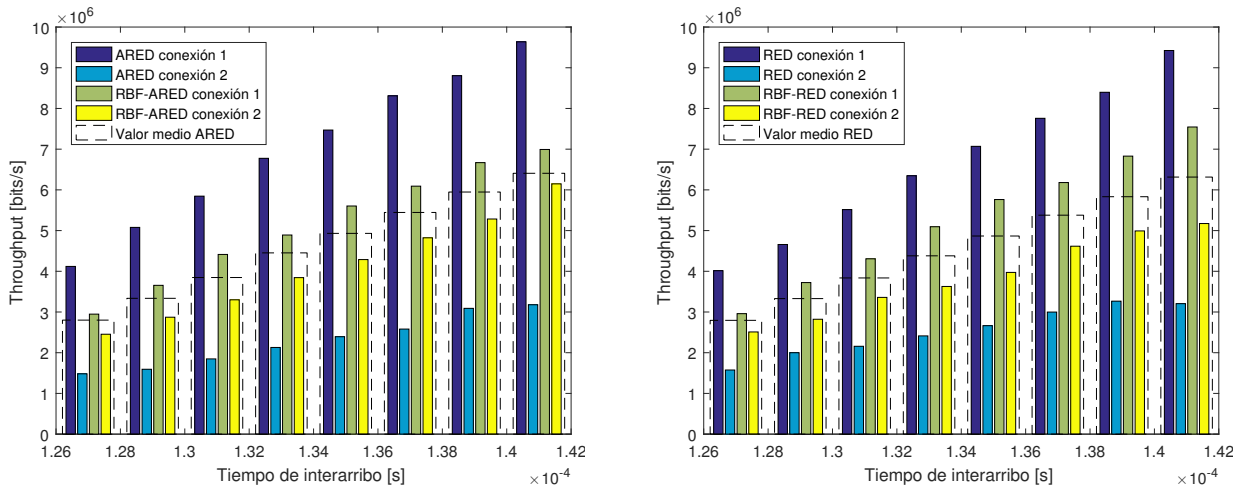 ×10⁶
10
9
8
7
6
5
4
3
2
1
0
Throughput [bits/s]
ARED conexión 1
ARED conexión 2
RBF-ARED conexión 1
RBF-ARED conexión 2
Valor medio ARED
1.26 1.28 1.3 1.32 1.34 1.36 1.38 1.4 1.42
Tiempo de interarribo [s]
×10⁻⁴
×10⁶
10
9
8
7
6
5
4
3
2
1
0
Throughput [bits/s]
RED conexión 1
RED conexión 2
RBF-RED conexión 1
RBF-RED conexión 2
Valor medio RED
1.26 1.28 1.3 1.32 1.34 1.36 1.38 1.4 1.42
Tiempo de interarribo [s]
×10⁻⁴